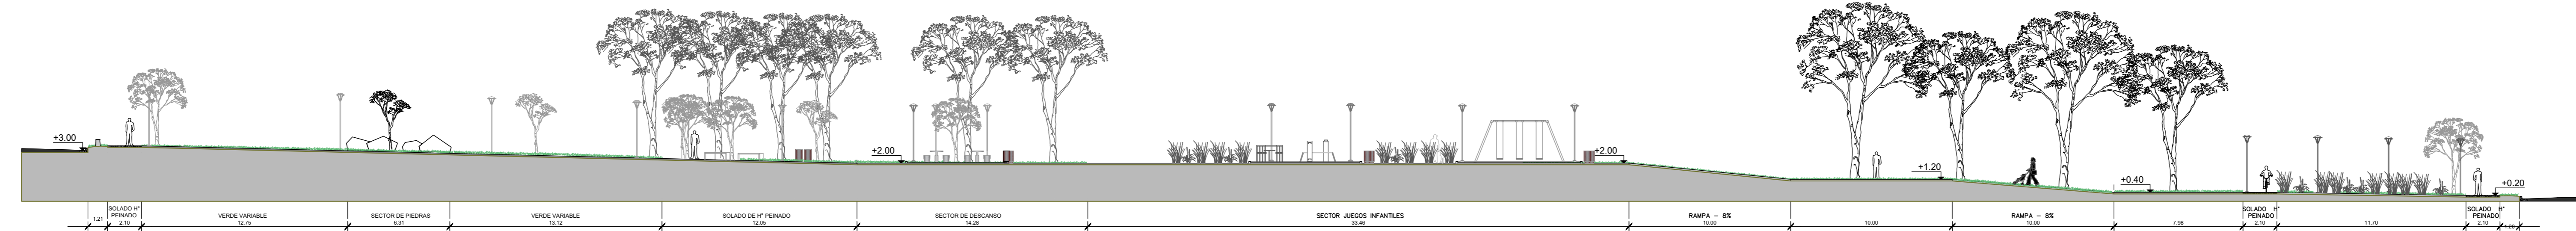 +3.00
+2.00
+2.00
+1.20
+0.40
+0.20
1.21
SOLADO H°
PEINADO
2.10
VERDE VARIABLE
12.75
SECTOR DE PIEDRAS
6.31
VERDE VARIABLE
13.12
SOLADO DE H° PEINADO
12.05
SECTOR DE DESCANSO
14.28
SECTOR JUEGOS INFANTILES
33.46
RAMPA – 8%
10.00
10.00
RAMPA – 8%
10.00
7.98
SOLADO H°
PEINADO
2.10
11.70
SOLADO H°
PEINADO
2.10
1.20